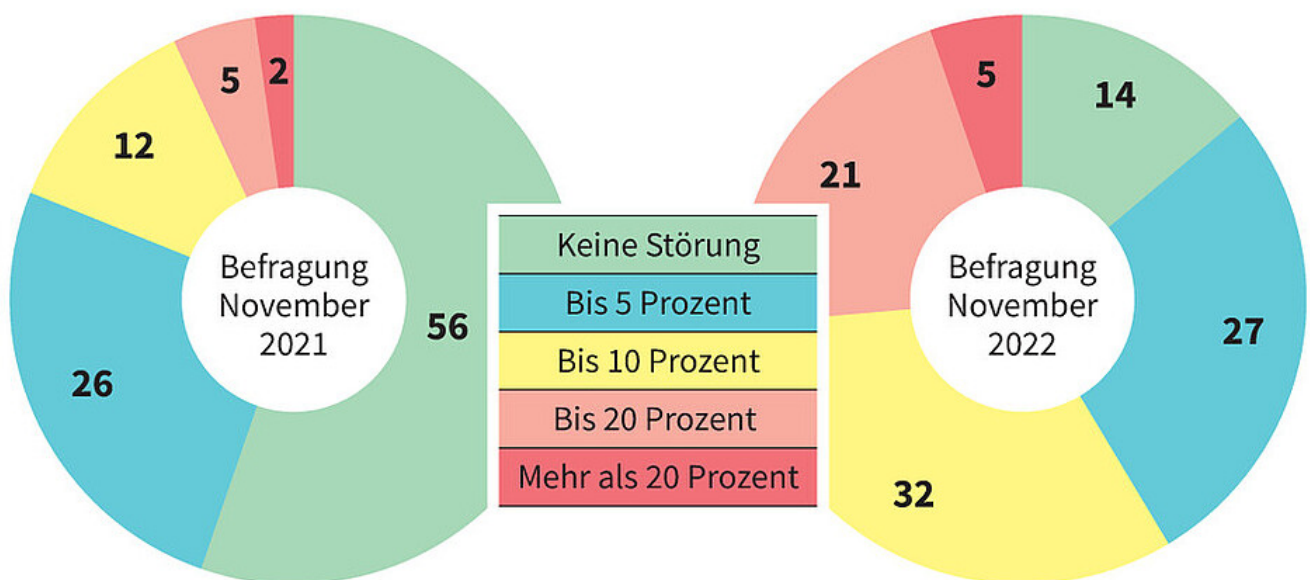 2
5
12
26
56
Befragung
November
2021
Keine Störung
Bis 5 Prozent
Bis 10 Prozent
Bis 20 Prozent
Mehr als 20 Prozent
5
14
21
27
32
Befragung
November
2022